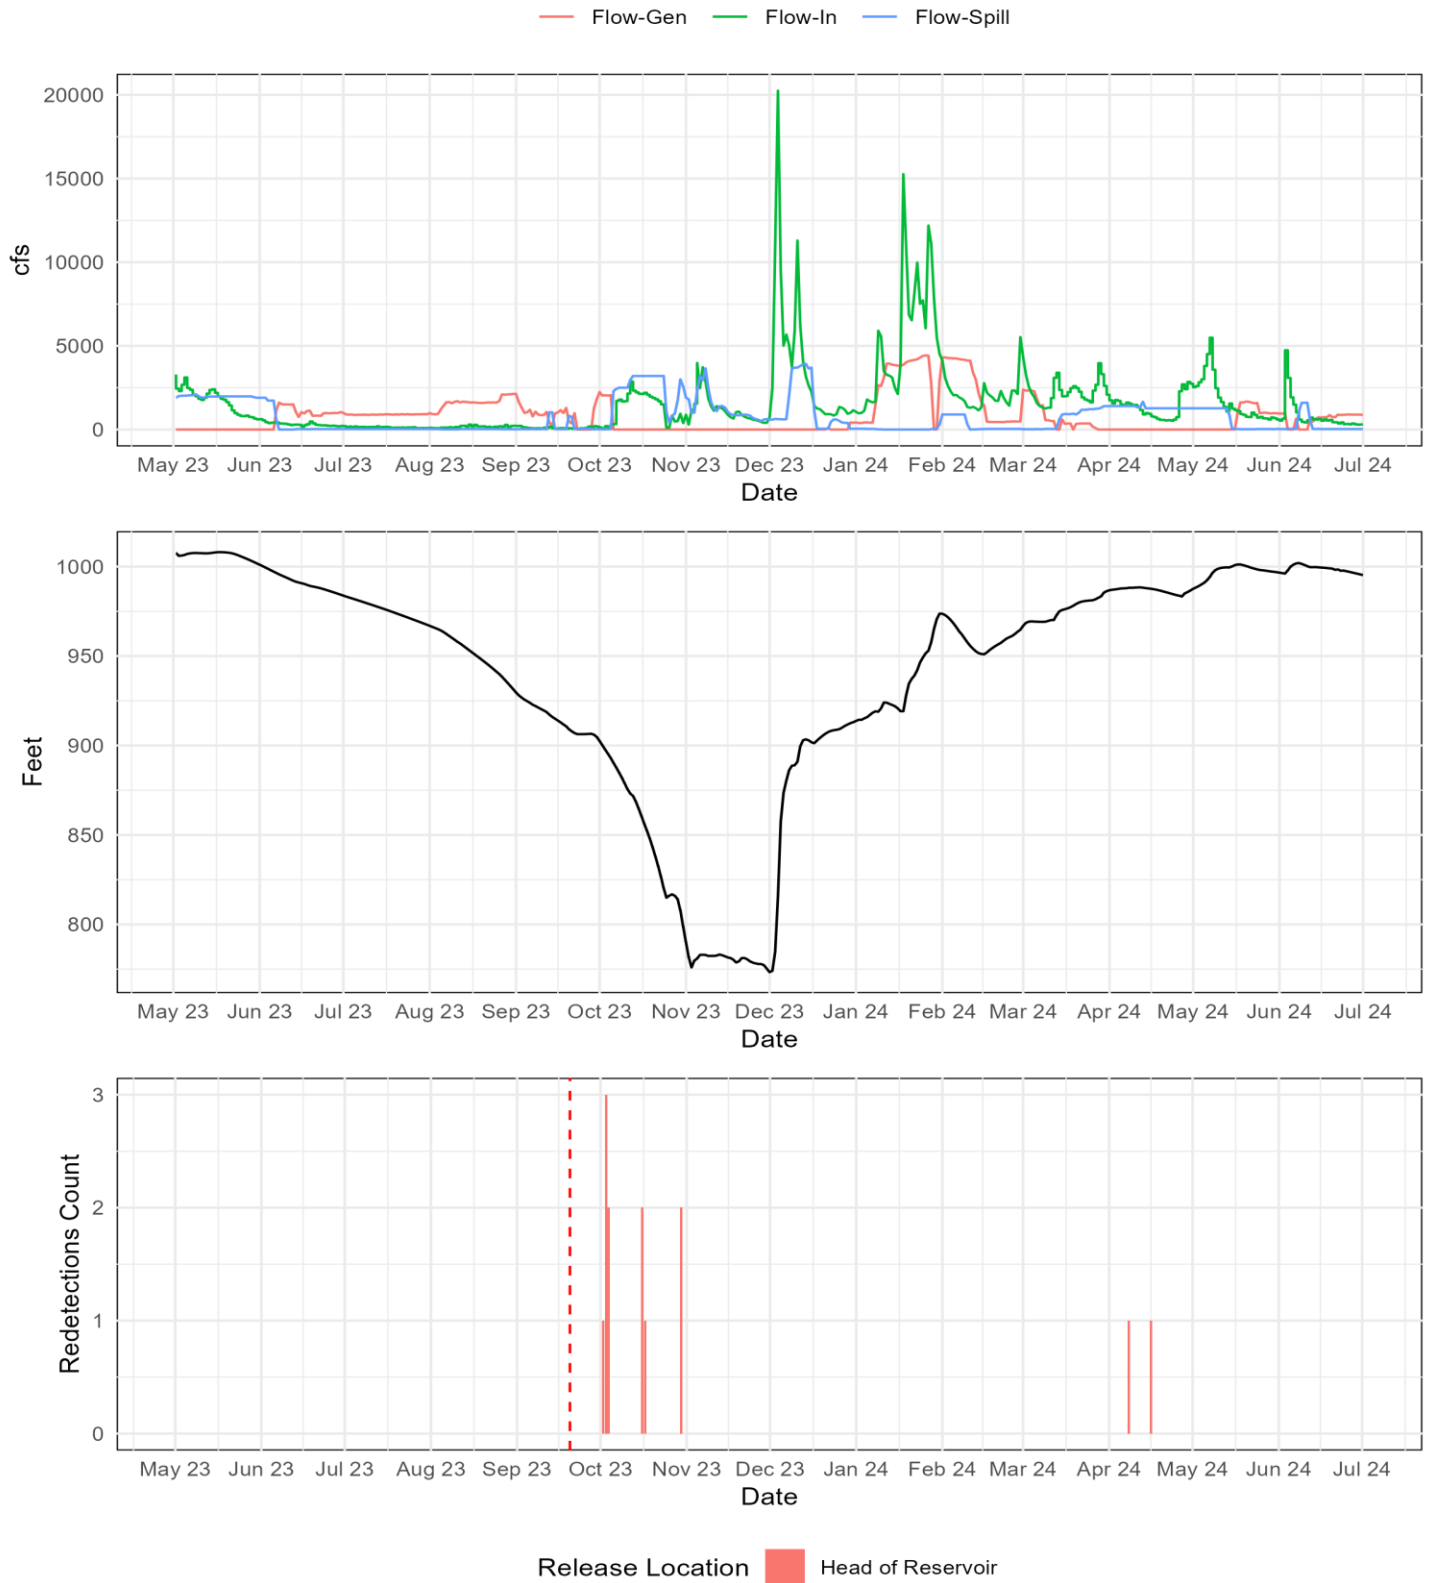 Flow-Gen Flow-In Flow-Spill
20000
15000
10000
5000
0
cfs
May 23 Jun 23 Jul 23 Aug 23 Sep 23 Oct 23 Nov 23 Dec 23 Jan 24 Feb 24 Mar 24 Apr 24 May 24 Jun 24 Jul 24
Date
1000
950
900
850
800
Feet
May 23 Jun 23 Jul 23 Aug 23 Sep 23 Oct 23 Nov 23 Dec 23 Jan 24 Feb 24 Mar 24 Apr 24 May 24 Jun 24 Jul 24
Date
3
2
1
0
Redetections Count
May 23 Jun 23 Jul 23 Aug 23 Sep 23 Oct 23 Nov 23 Dec 23 Jan 24 Feb 24 Mar 24 Apr 24 May 24 Jun 24 Jul 24
Date
Release Location Head of Reservoir